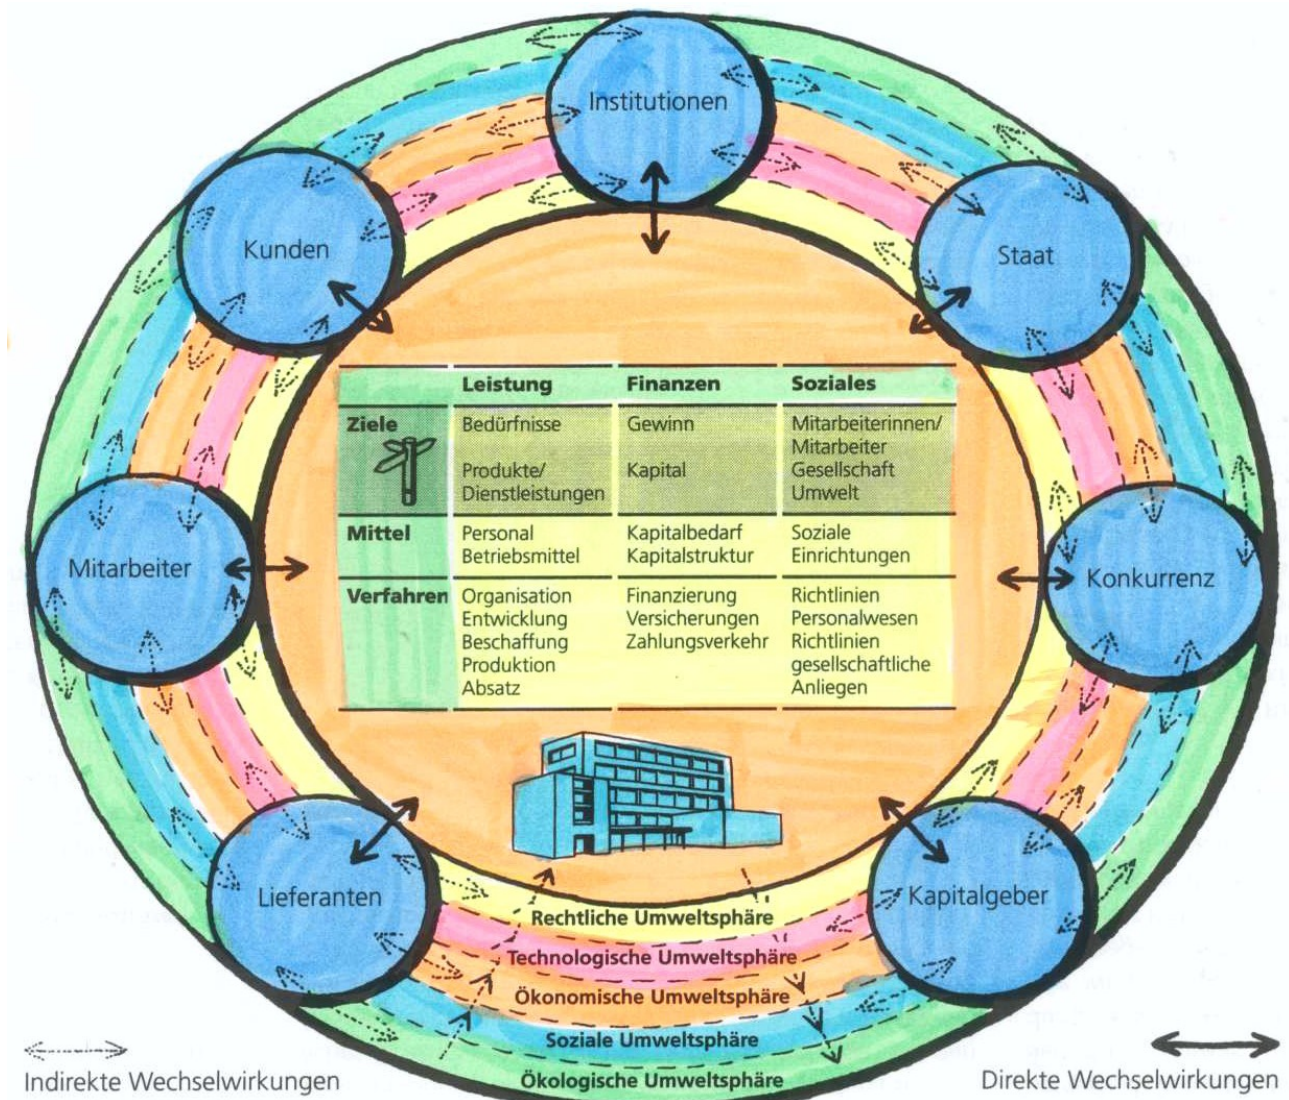 Institutionen
Kunden
Staat
Leistung Finanzen Soziales
Ziele Bedürfnisse Gewinn Mitarbeiterinnen/
Mitarbeiter
Produkte/ Kapital Gesellschaft
Dienstleistungen Umwelt
Mittel Personal Kapitalbedarf Soziale
Betriebsmittel Kapitalstruktur Einrichtungen
Mitarbeiter
Konkurrenz
Verfahren Organisation Finanzierung Richtlinien
Entwicklung Versicherungen Personalwesen
Beschaffung Zahlungsverkehr Richtlinien
Produktion gesellschaftliche
Absatz Anliegen
Lieferanten
Kapitalgeber
Rechtliche Umweltsphäre
Technologische Umweltsphäre
Ökonomische Umweltsphäre
Soziale Umweltsphäre
Ökologische Umweltsphäre
Indirekte Wechselwirkungen
Direkte Wechselwirkungen